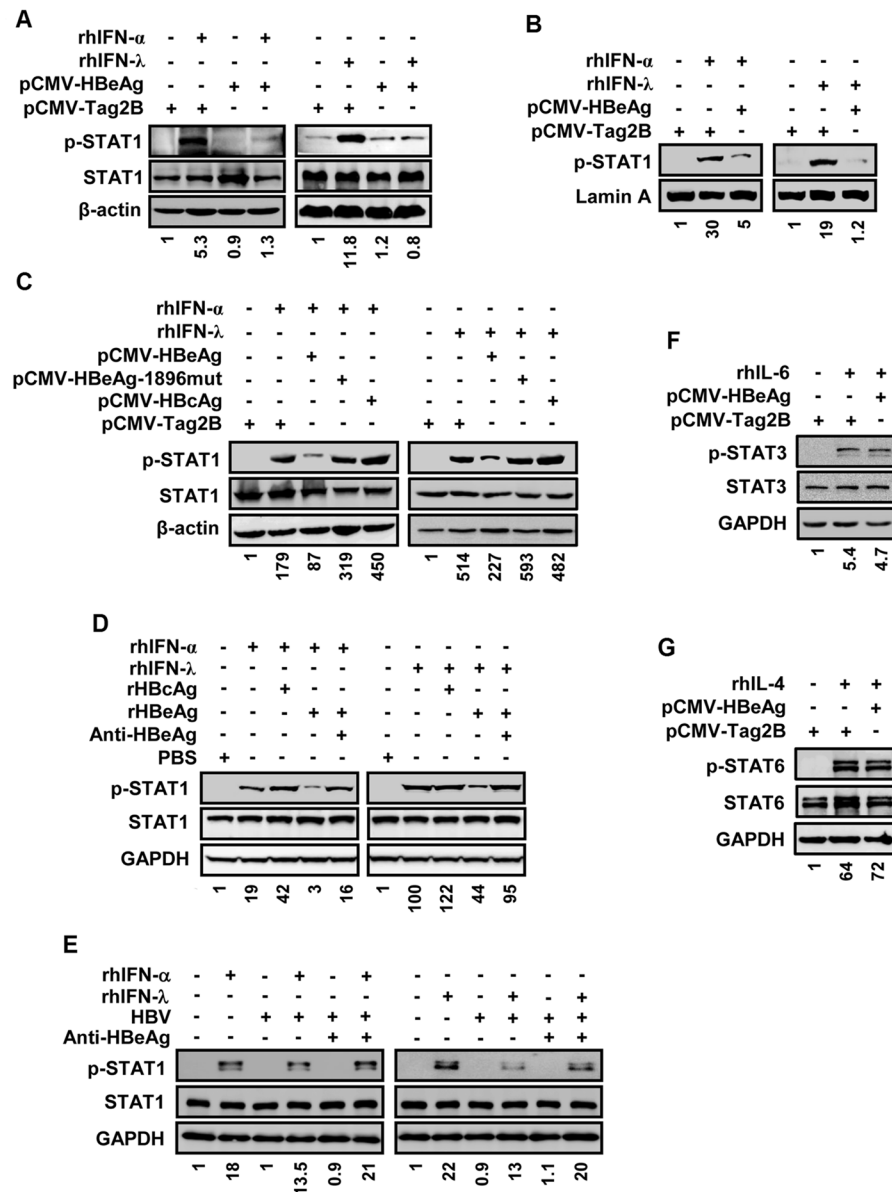 A
rhIFN-α - + - + - - - -
rhIFN-λ - - - - - + - +
pCMV-HBeAg - - + + - - + +
pCMV-Tag2B + + - - + + - -
p-STAT1
STAT1
β-actin
1 5.3 0.9 1.3 1 11.8 1.2 0.8
B
rhIFN-α - + + - - -
rhIFN-λ - - - - + +
pCMV-HBeAg - - + - - +
pCMV-Tag2B + + - + + -
p-STAT1
Lamin A
1 30 5 1 19 1.2
C
rhIFN-α - + + + + - - - - -
rhIFN-λ - - - - - - + + + +
pCMV-HBeAg - - + - - - - + - -
pCMV-HBeAg-1896mut - - - + - - - - + -
pCMV-HBcAg - - - - + - - - - +
pCMV-Tag2B + + - - - + + - - -
p-STAT1
STAT1
β-actin
1 179 87 319 450 1 514 227 593 482
F
rhIL-6 - + +
pCMV-HBeAg - - +
pCMV-Tag2B + + -
p-STAT3
STAT3
GAPDH
1 5.4 4.7
D
rhIFN-α - + + + + - - - - -
rhIFN-λ - - - - - - + + + +
rHBcAg - - + - - - - + - -
rHBeAg - - - + + - - - + +
Anti-HBeAg - - - - + - - - - +
PBS + - - - - + - - - -
p-STAT1
STAT1
GAPDH
1 19 42 3 16 1 100 122 44 95
G
rhIL-4 - + +
pCMV-HBeAg - - +
pCMV-Tag2B + + -
p-STAT6
STAT6
GAPDH
1 64 72
E
rhIFN-α - + - + - + - - - - - -
rhIFN-λ - - - - - - - + - + - +
HBV - - + + + + - - + + + +
Anti-HBeAg - - - - + + - - - - + +
p-STAT1
STAT1
GAPDH
1 18 1 13.5 0.9 21 1 22 0.9 13 1.1 20